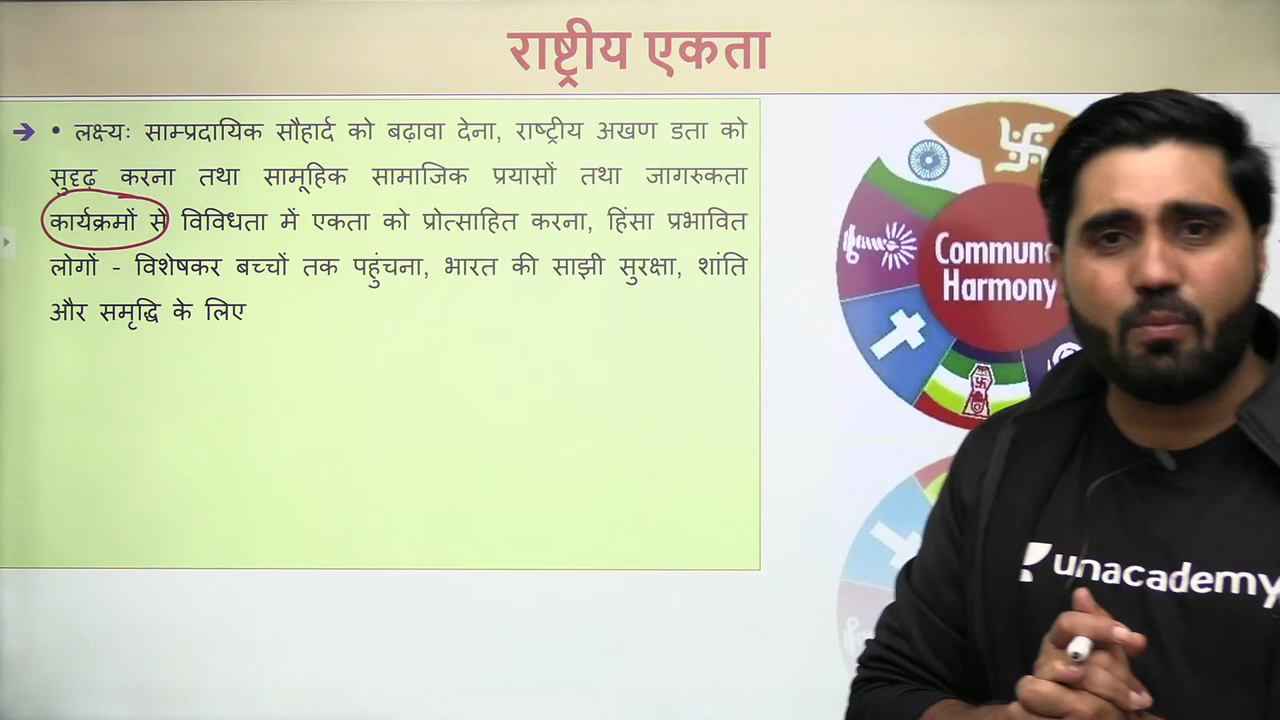 राष्ट्रीय एकता
➔ • लक्ष्यः साम्प्रदायिक सौहार्द को बढ़ावा देना, राष्ट्रीय अखण डता को
सुदृढ़ करना तथा सामूहिक सामाजिक प्रयासों तथा जागरुकता
कार्यक्रमों से विविधता में एकता को प्रोत्साहित करना, हिंसा प्रभावित
लोगों - विशेषकर बच्चों तक पहुंचना, भारत की साझी सुरक्षा, शांति
और समृद्धि के लिए
Harmony
unacademy